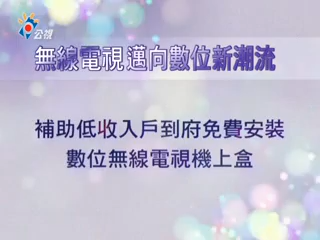 公視
無線電視邁向數位新潮流
補助低收入戶到府免費安裝
數位無線電視機上盒